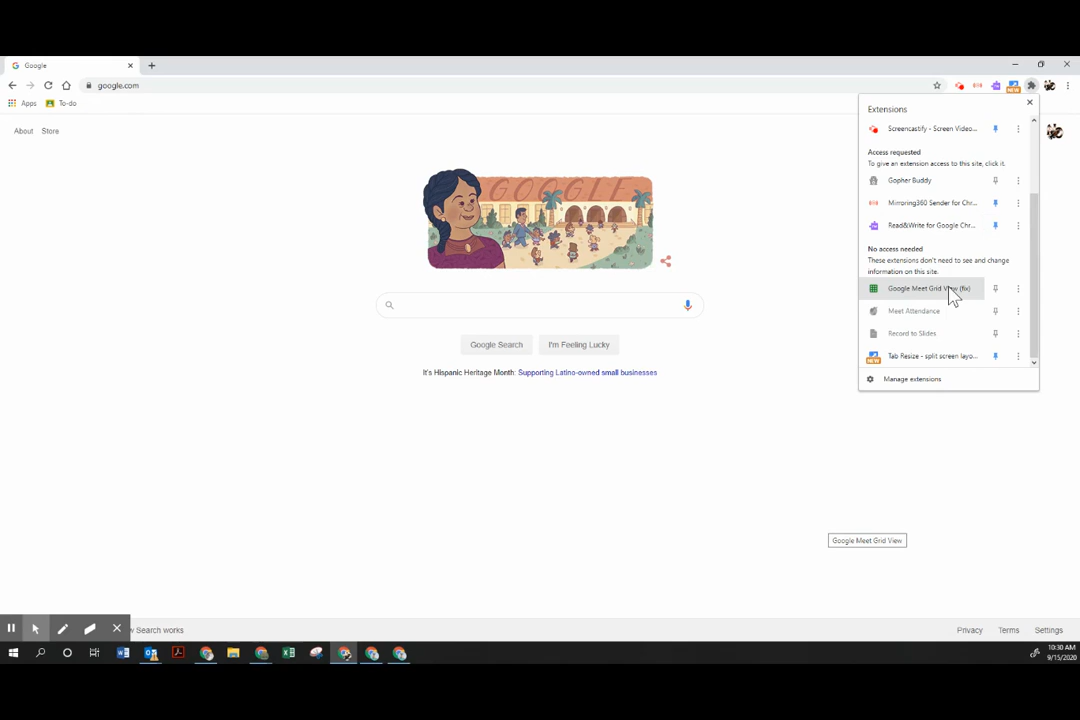 Google
google.com
Apps To-do
About Store
GOOGLE
Google Search I'm Feeling Lucky
It's Hispanic Heritage Month: Supporting Latino-owned small businesses
Extensions
Screencastify - Screen Video...
Access requested
To give an extension access to this site, click it.
Gopher Buddy
Mirroring360 Sender for Chr...
Read&Write for Google Chr...
No access needed
These extensions don't need to see and change
information on this site.
Google Meet Grid View (fix)
Meet Attendance
Record to Slides
NEW
Tab Resize - split screen layo...
Manage extensions
NEW
Google Meet Grid View
w Search works
Privacy Terms Settings
10:30 AM
9/15/2020